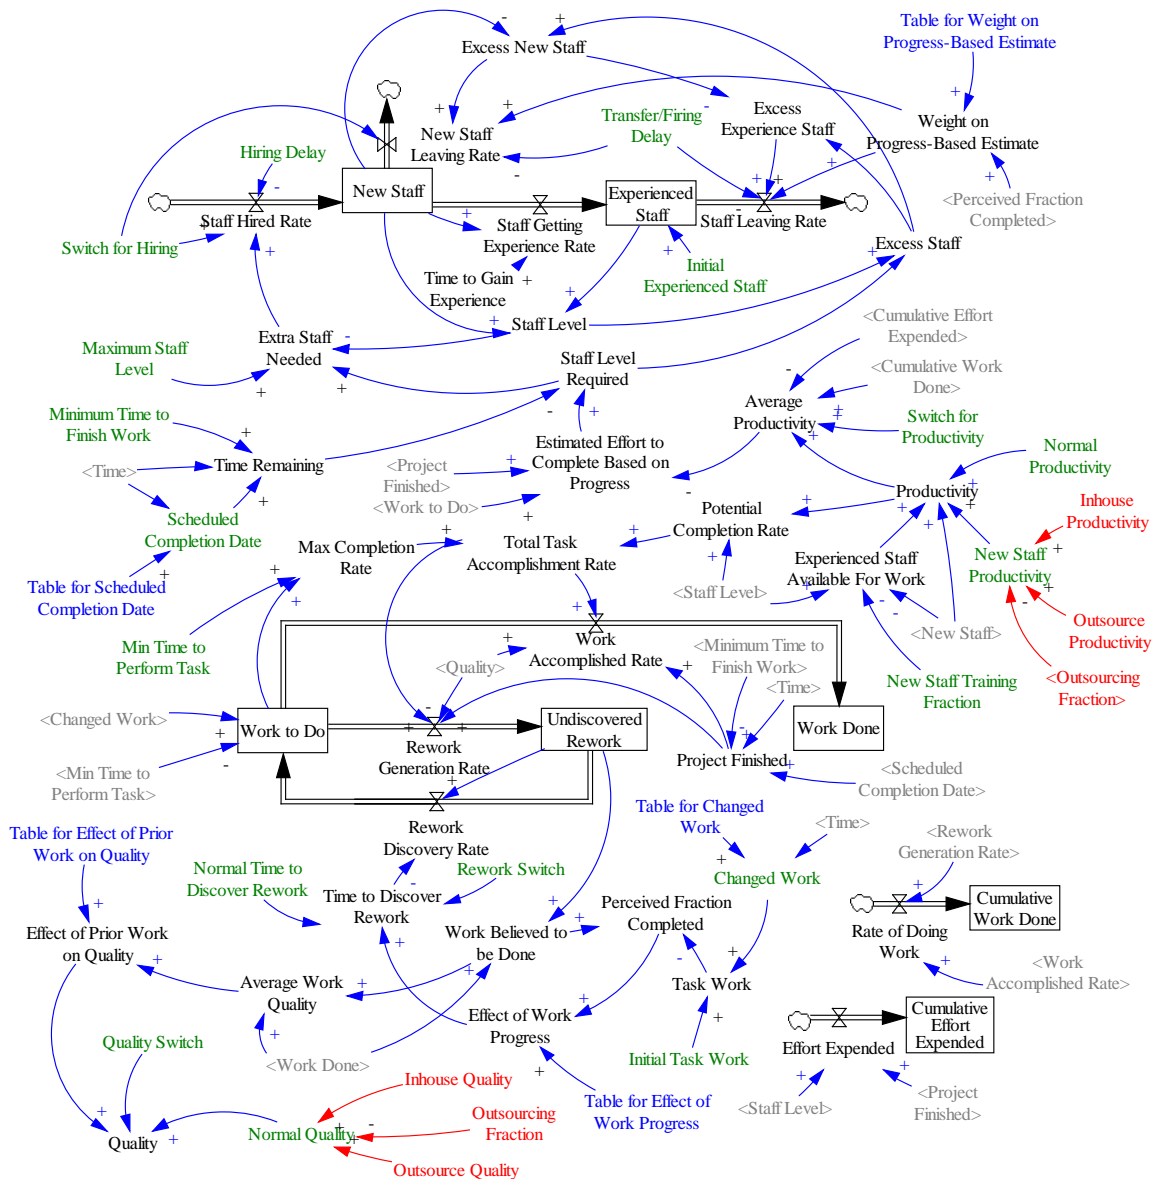 Table for Weight on
Progress-Based Estimate
Excess New Staff
Excess
Experience Staff
Transfer/Firing
Delay
New Staff
Leaving Rate
Weight on
Progress-Based Estimate
Hiring Delay
New Staff
Experienced
Staff
<Perceived Fraction
Completed>
Staff Hired Rate
Staff Getting
Experience Rate
Staff Leaving Rate
Switch for Hiring
Excess Staff
Time to Gain
Experience
Initial
Experienced Staff
Staff Level
<Cumulative Effort
Expended>
Extra Staff
Needed
Maximum Staff
Level
Staff Level
Required
<Cumulative Work
Done>
Average
Productivity
Switch for
Productivity
Minimum Time to
Finish Work
Estimated Effort to
Complete Based on
Progress
Normal
Productivity
<Time>
Time Remaining
<Project
Finished>
<Work to Do>
Productivity
Inhouse
Productivity
Scheduled
Completion Date
Potential
Completion Rate
Max Completion
Rate
Total Task
Accomplishment Rate
Experienced Staff
Available For Work
New Staff
Productivity
Table for Scheduled
Completion Date
<Staff Level>
Outsource
Productivity
Min Time to
Perform Task
Work
Accomplished Rate
<Minimum Time to
Finish Work>
<New Staff>
<Quality>
<Time>
New Staff Training
Fraction
<Outsourcing
Fraction>
<Changed Work>
Work to Do
Undiscovered
Rework
Work Done
Rework
Generation Rate
Project Finished
<Min Time to
Perform Task>
<Scheduled
Completion Date>
Table for Changed
Work
<Time>
Table for Effect of Prior
Work on Quality
Rework
Discovery Rate
<Rework
Generation Rate>
Normal Time to
Discover Rework
Rework Switch
Changed Work
Time to Discover
Rework
Perceived Fraction
Completed
Cumulative
Work Done
Effect of Prior Work
on Quality
Work Believed to
be Done
Rate of Doing
Work
Average Work
Quality
Task Work
<Work
Accomplished Rate>
Effect of Work
Progress
Cumulative
Effort
Expended
Quality Switch
<Work Done>
Initial Task Work
Effort Expended
Inhouse Quality
Table for Effect of
Work Progress
<Staff Level>
<Project
Finished>
Outsourcing
Fraction
Quality
Normal Quality
Outsource Quality